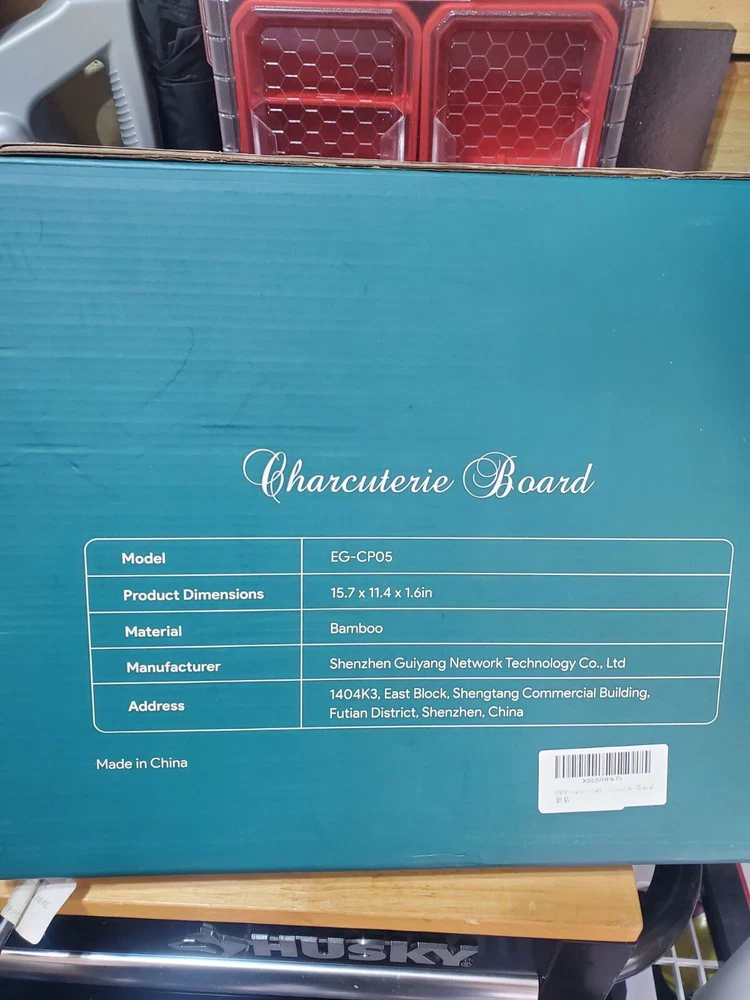 Charcuterie Board
Model EG-CP05
Product Dimensions 15.7 x 11.4 x 1.6in
Material Bamboo
Manufacturer Shenzhen Guiyang Network Technology Co., Ltd
Address 1404K3, East Block, Shengtang Commercial Building,
Futian District, Shenzhen, China
Made in China
HUSKY